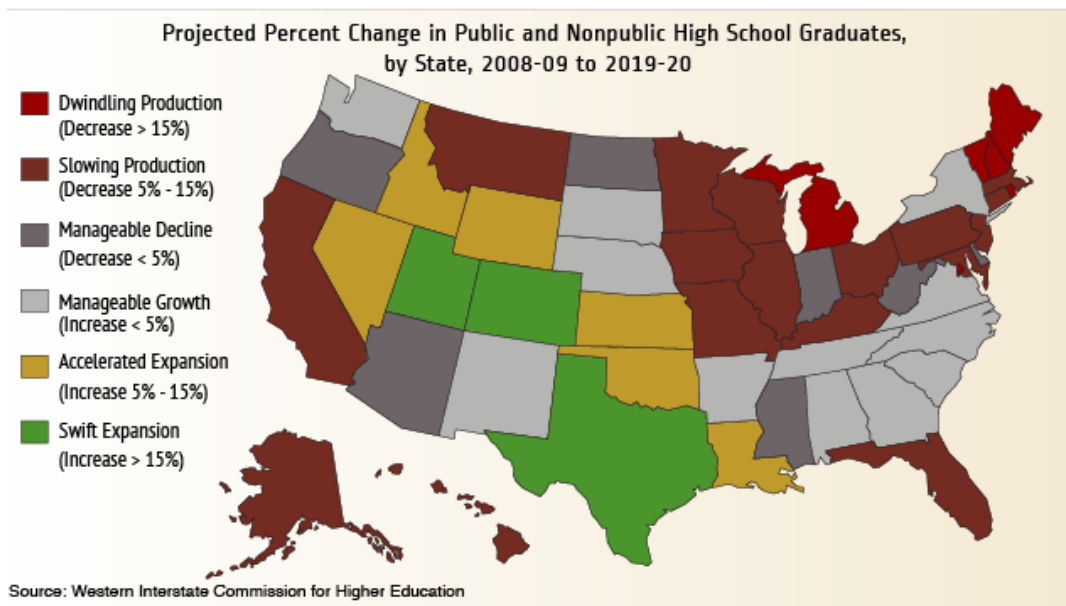 Projected Percent Change in Public and Nonpublic High School Graduates,
by State, 2008-09 to 2019-20
Dwindling Production
(Decrease > 15%)
Slowing Production
(Decrease 5% - 15%)
Manageable Decline
(Decrease < 5%)
Manageable Growth
(Increase < 5%)
Accelerated Expansion
(Increase 5% - 15%)
Swift Expansion
(Increase > 15%)
Source: Western Interstate Commission for Higher Education